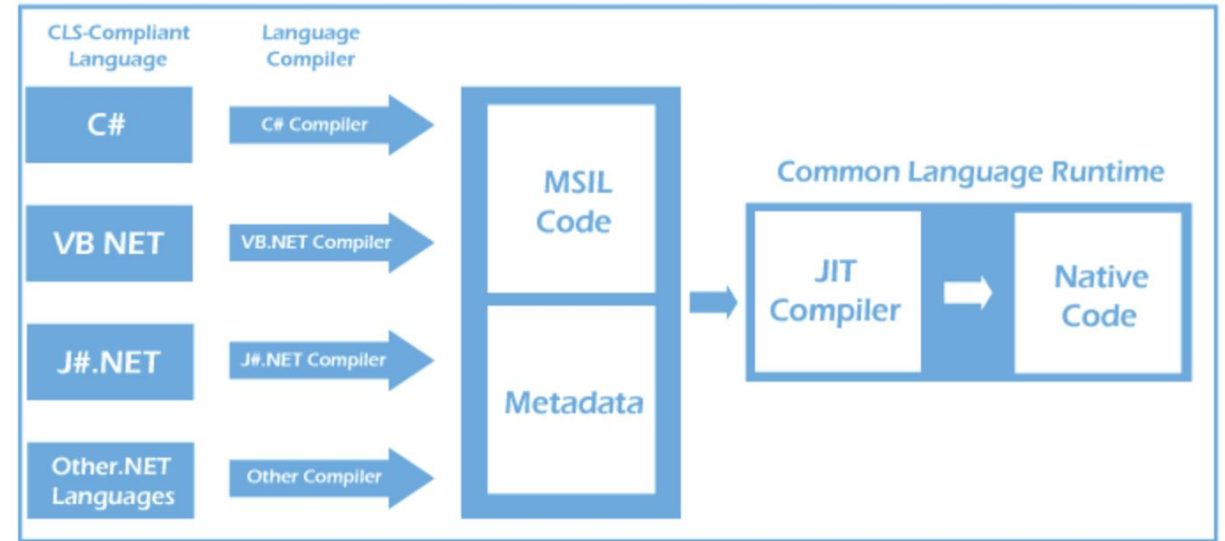 CLS-Compliant
Language
Language
Compiler
C#
C# Compiler
VB NET
VB.NET Compiler
J#.NET
J#.NET Compiler
Other.NET
Languages
Other Compiler
MSIL
Code
Metadata
Common Language Runtime
JIT
Compiler
Native
Code